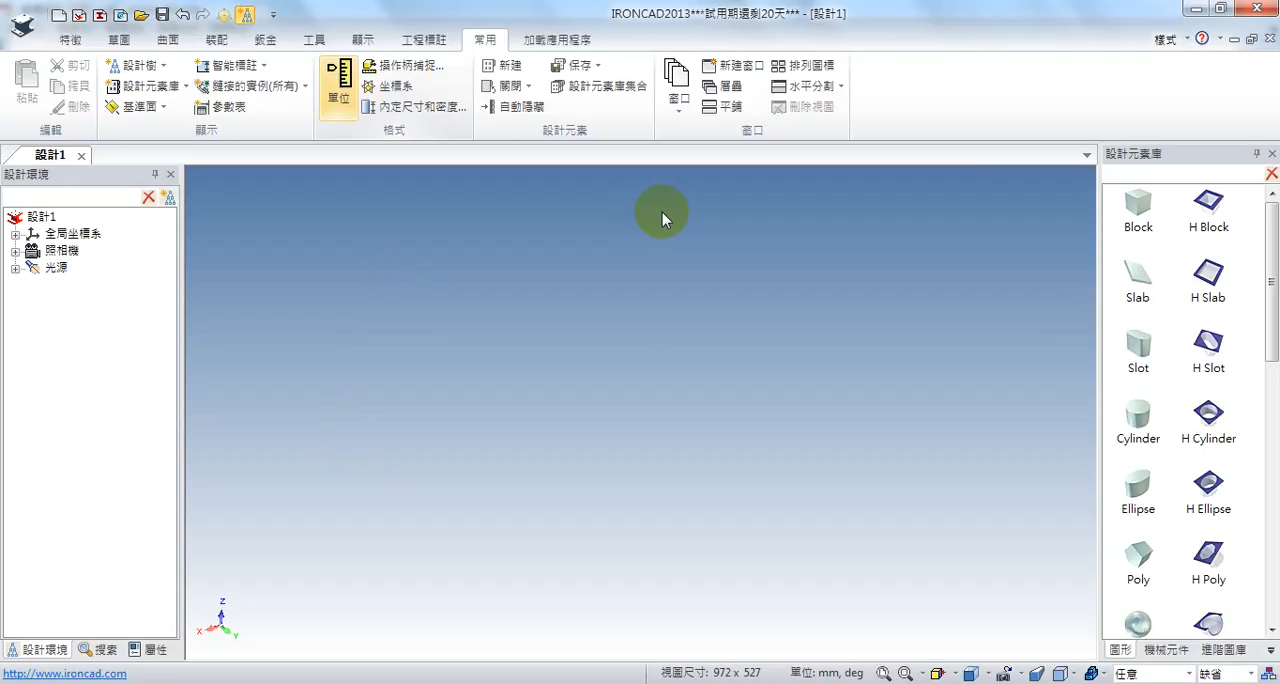 IRONCAD2013***試用期還剩20天*** - [設計1]
特徵 草圖 曲面 裝配 鈑金 工具 顯示 工程標註 常用 加載應用程序 樣式
粘貼 剪切 拷貝 刪除
編輯
設計樹 智能標註
設計元素庫 鏈接的實例(所有)
基準面 參數表
顯示
單位 操作柄捕捉...
坐標系
內定尺寸和密度...
格式
新建 保存
關閉 設計元素庫集合
自動隱藏
設計元素
窗口 新建窗口 排列圖標
層疊 水平分割
平鋪 刪除視圖
窗口
設計1
設計環境
設計1
全局坐標系
照相機
光源
設計環境 搜索 屬性
Z
X
Y
設計元素庫
Block H Block
Slab H Slab
Slot H Slot
Cylinder H Cylinder
Ellipse H Ellipse
Poly H Poly
圖形 機械元件 進階圖庫
http://www.ironcad.com 視圖尺寸: 972 x 527 單位: mm, deg 任意 缺省